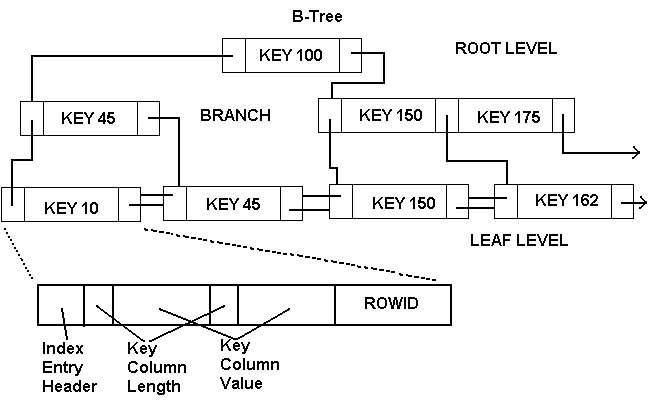 B-Tree
KEY 100
ROOT LEVEL
KEY 45
BRANCH
KEY 150
KEY 175
KEY 10
KEY 45
KEY 150
KEY 162
LEAF LEVEL
ROWID
Index
Entry
Header
Key
Column
Length
Key
Column
Value